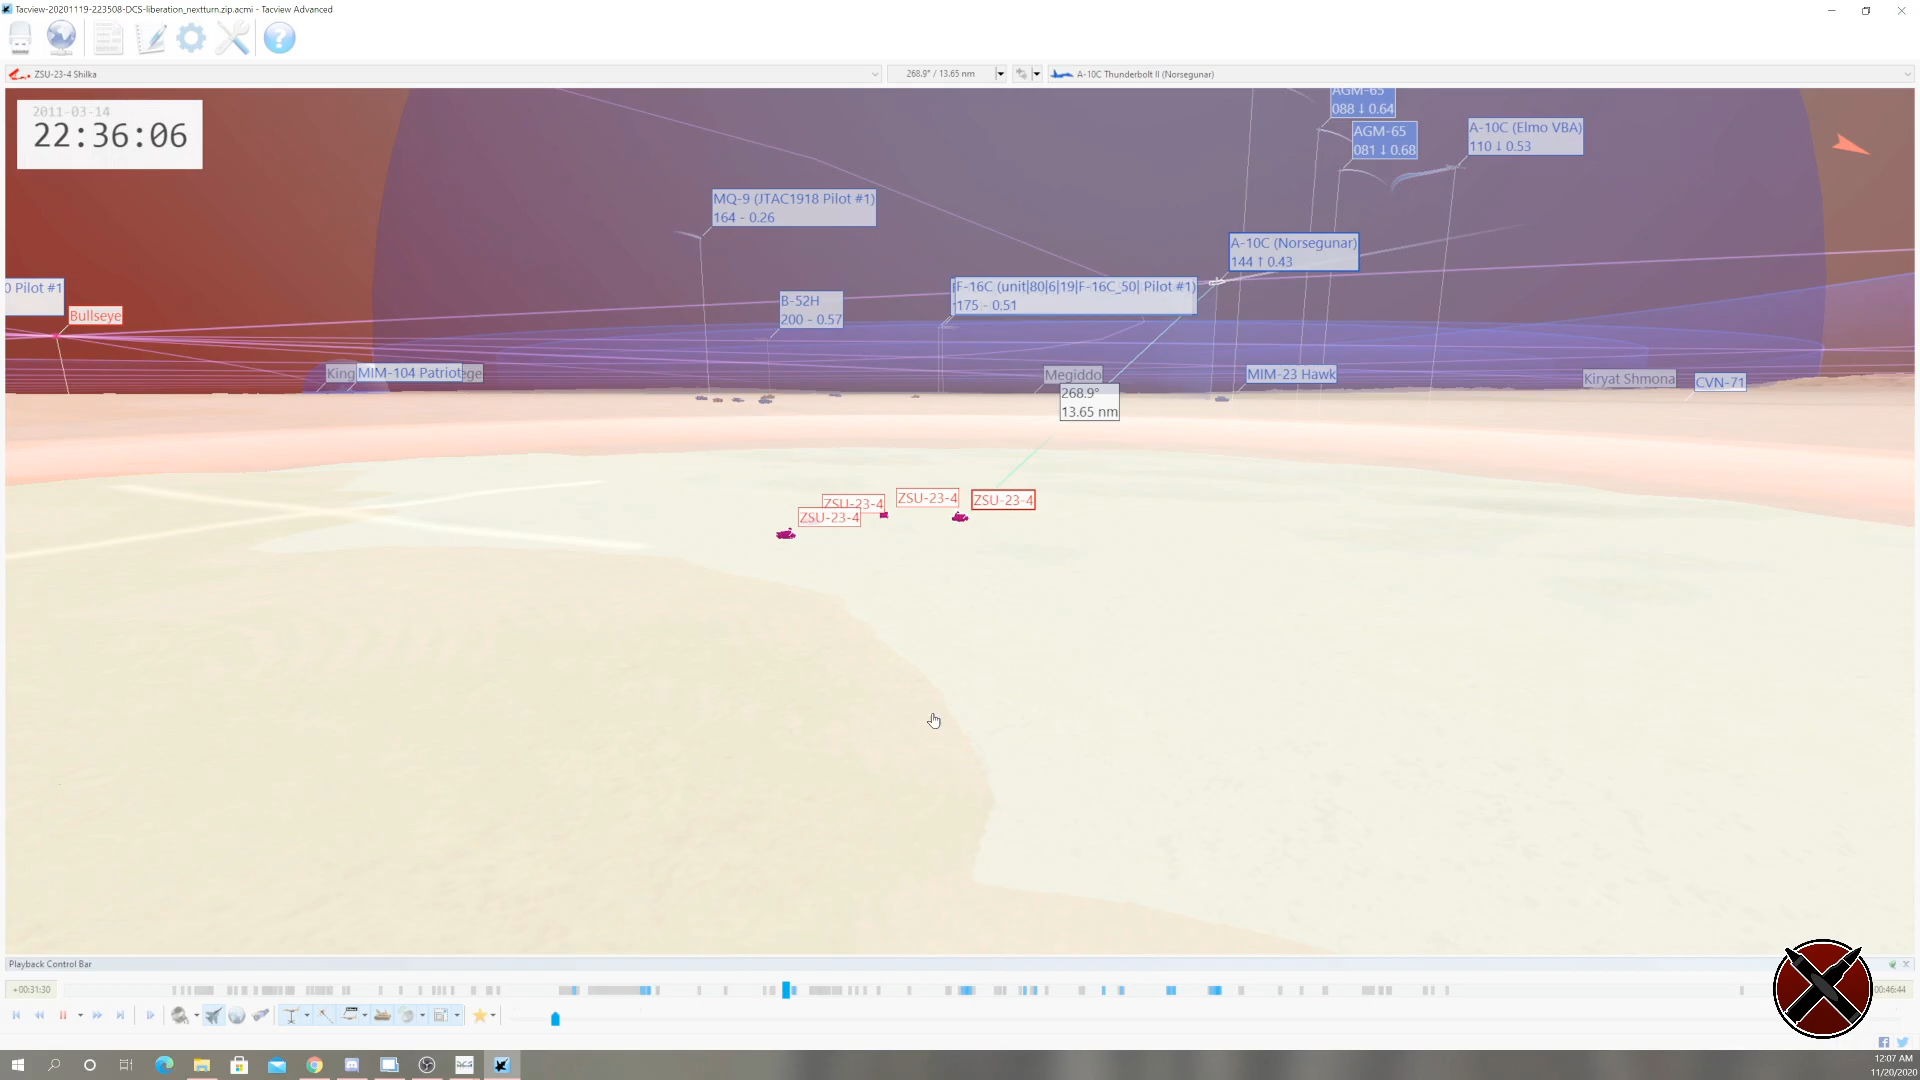 Tacview-20201119-223508-DCS-liberation_nextturn.zip.acmi - Tacview Advanced
ZSU-23-4 Shilka
268.9° / 13.65 nm
A-10C Thunderbolt II (Norsegunar)
2011-03-14
22:36:06
AGM-65
088 ↓ 0.64
AGM-65
081 ↓ 0.68
A-10C (Elmo VBA)
110 ↓ 0.53
MQ-9 (JTAC1918 Pilot #1)
164 - 0.26
A-10C (Norsegunar)
144 ↑ 0.43
0 Pilot #1
Bullseye
B-52H
200 - 0.57
F-16C (unit|80|6|19|F-16C_50| Pilot #1)
175 - 0.51
King
MIM-104 Patriot
ege
Megiddo
MIM-23 Hawk
Kiryat Shmona
CVN-71
268.9°
13.65 nm
ZSU-23-4
ZSU-23-4
ZSU-23-4
ZSU-23-4
Playback Control Bar
+00:31:30
00:46:44
12:07 AM
11/20/2020